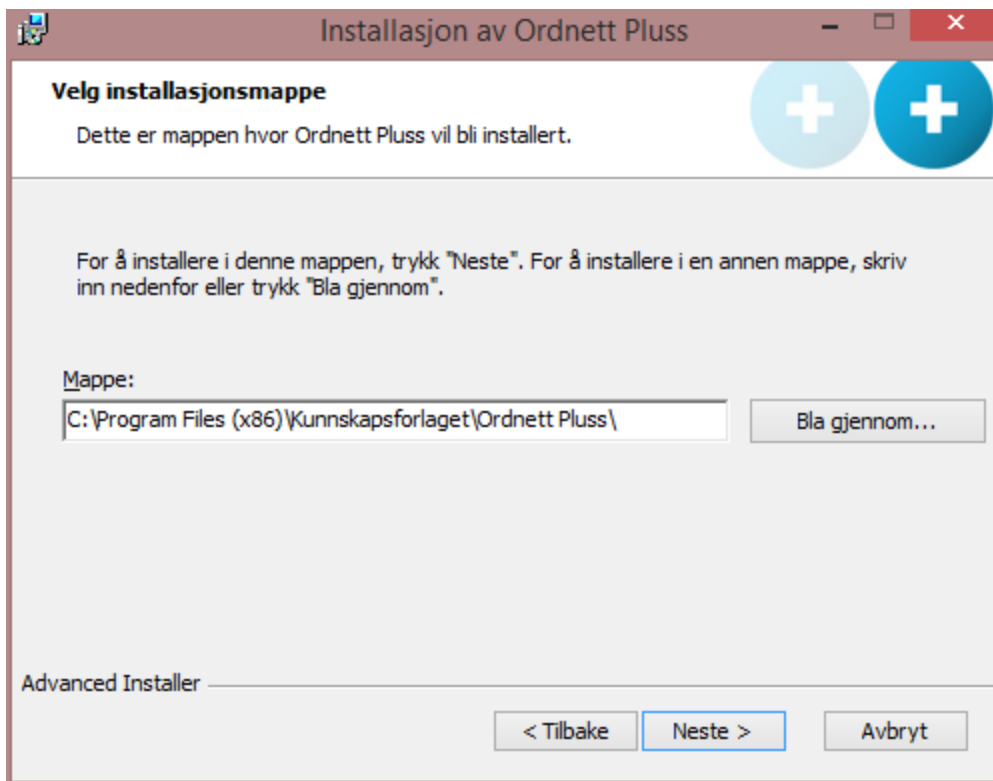 Installasjon av Ordnett Pluss
Velg installasjonsmappe
Dette er mappen hvor Ordnett Pluss vil bli installert.
For å installere i denne mappen, trykk "Neste". For å installere i en annen mappe, skriv
inn nedenfor eller trykk "Bla gjennom".
Mappe:
C:\Program Files (x86)\Kunnskapsforlaget\Ordnett Pluss\
Bla gjennom...
Advanced Installer
< Tilbake
Neste >
Avbryt